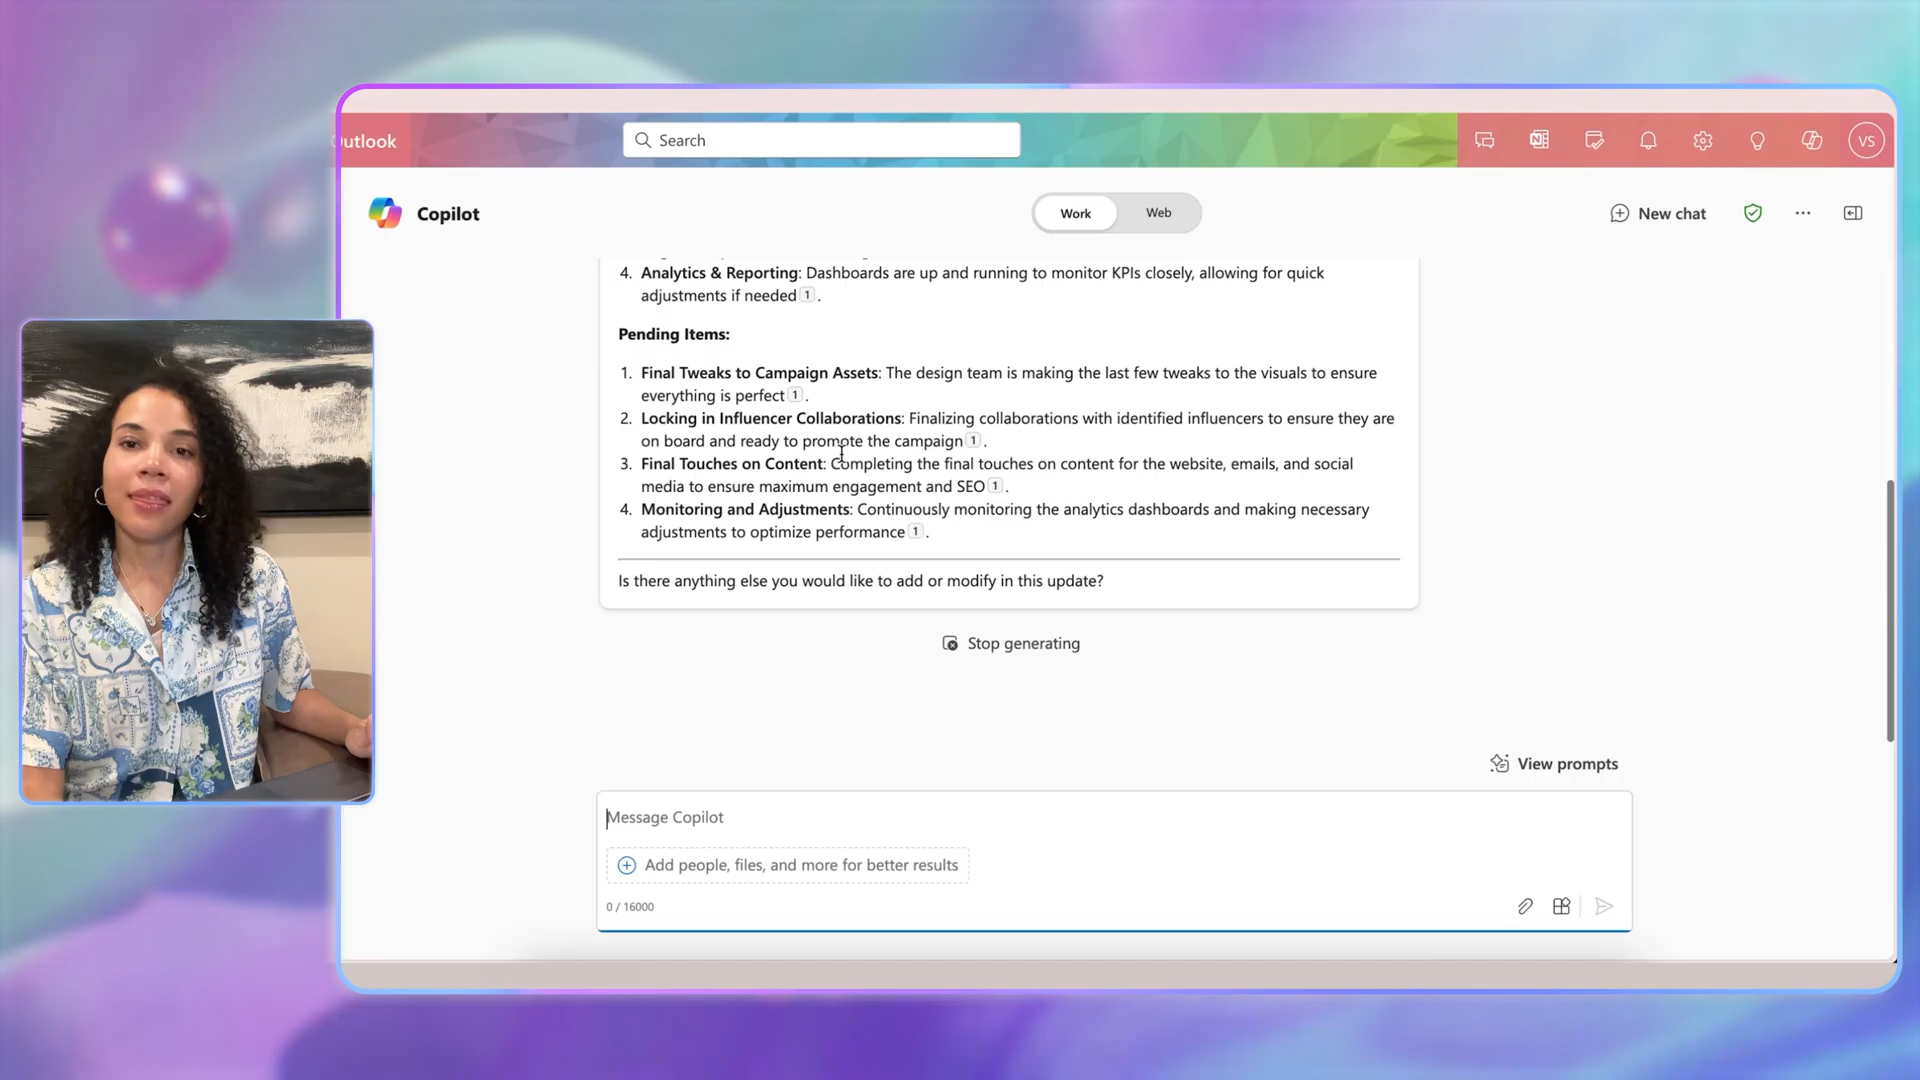 Outlook
Search
VS
Copilot
Work
Web
New chat
4. Analytics & Reporting: Dashboards are up and running to monitor KPIs closely, allowing for quick
adjustments if needed 1 .
Pending Items:
1. Final Tweaks to Campaign Assets: The design team is making the last few tweaks to the visuals to ensure
everything is perfect 1 .
2. Locking in Influencer Collaborations: Finalizing collaborations with identified influencers to ensure they are
on board and ready to promote the campaign 1 .
3. Final Touches on Content: Completing the final touches on content for the website, emails, and social
media to ensure maximum engagement and SEO 1 .
4. Monitoring and Adjustments: Continuously monitoring the analytics dashboards and making necessary
adjustments to optimize performance 1 .
Is there anything else you would like to add or modify in this update?
Stop generating
View prompts
Message Copilot
Add people, files, and more for better results
0 / 16000